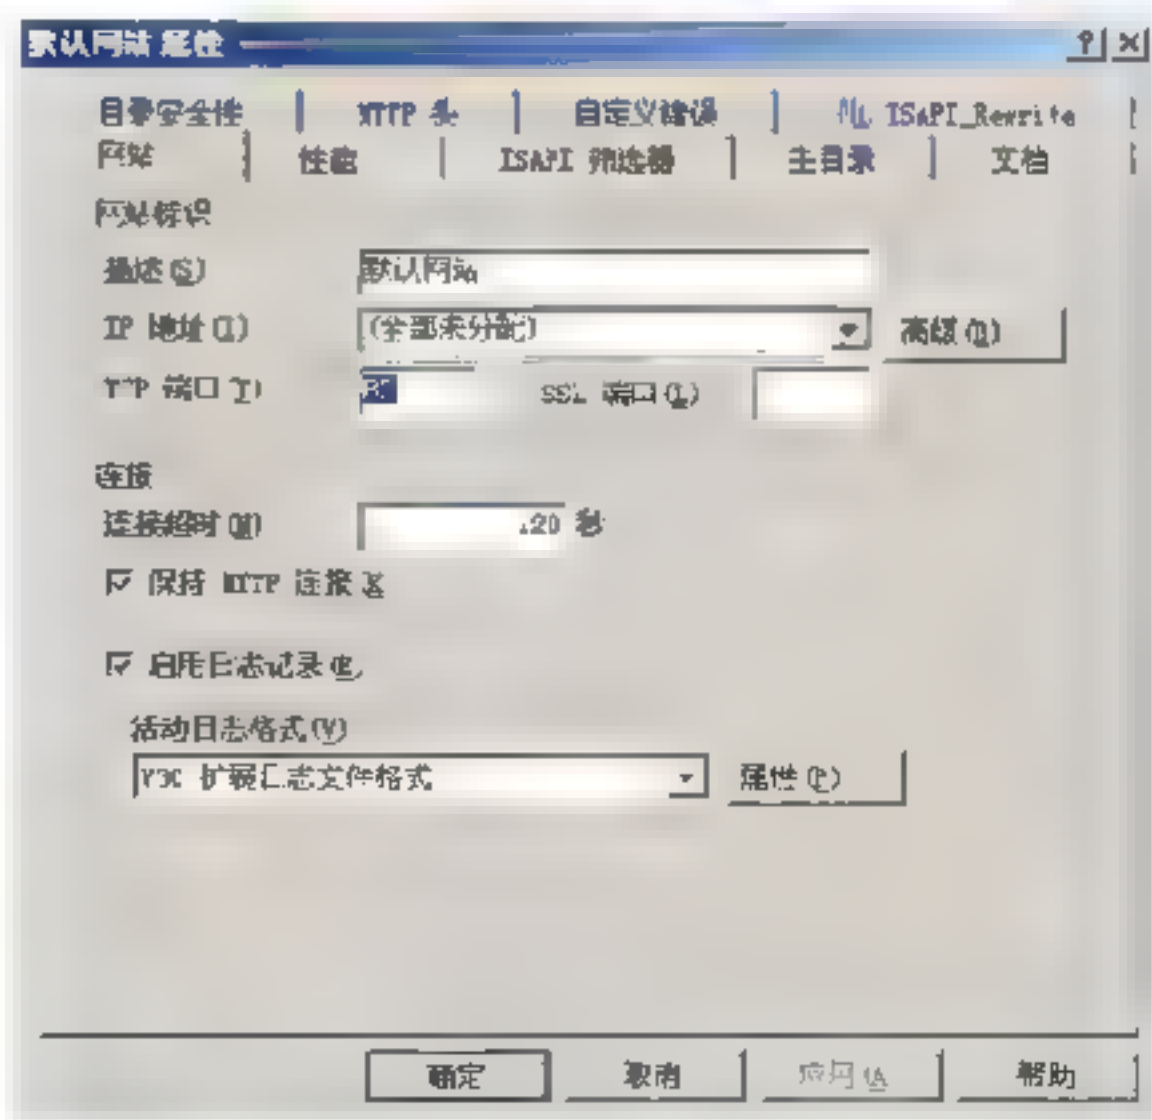 默认网站 属性
目录安全性 HTTP 头 自定义错误 ISAPI_Rewrite
网站 性能 ISAPI 筛选器 主目录 文档
网站标识
描述(S) 默认网站
IP 地址(I) (全部未分配) 高级(D)
TCP 端口(T) 80 SSL 端口(L)
连接
连接超时(N) 120 秒
保持 HTTP 连接(K)
启用日志记录(E)
活动日志格式(V)
W3C 扩展日志文件格式 属性(P)
确定 取消 应用(A) 帮助